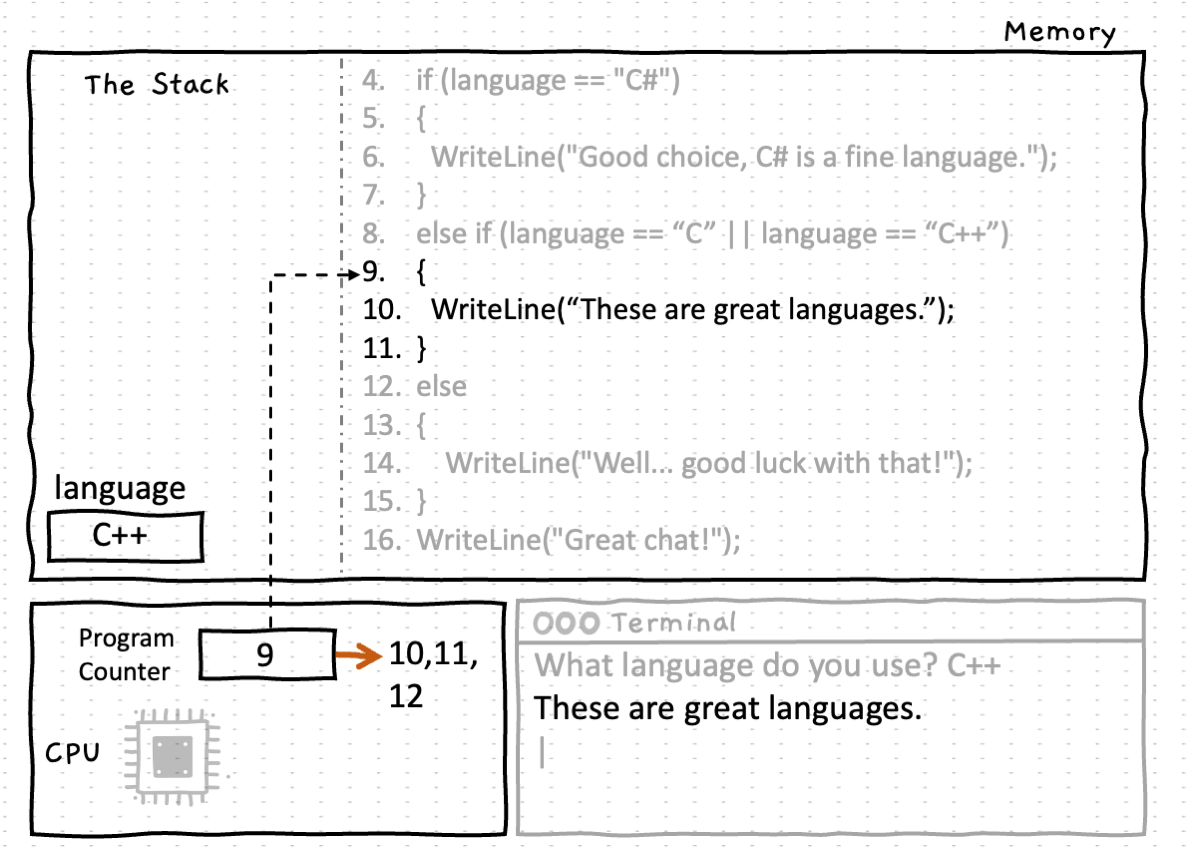 Memory
The Stack
4. if (language == "C#")
5. {
6. WriteLine("Good choice, C# is a fine language.");
7. }
8. else if (language == “C” || language == “C++”)
9. {
10. WriteLine(“These are great languages.”);
11. }
12. else
13. {
14. WriteLine("Well... good luck with that!");
15. }
16. WriteLine("Great chat!");
language
C++
Program
Counter
9
10,11,
12
CPU
Terminal
What language do you use? C++
These are great languages.